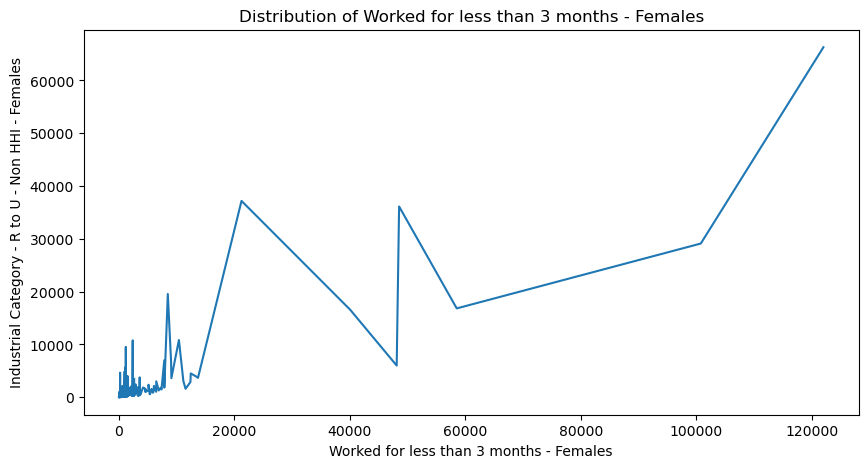 Distribution of Worked for less than 3 months - Females
Industrial Category - R to U - Non HHI - Females
60000
50000
40000
30000
20000
10000
0
0 20000 40000 60000 80000 100000 120000
Worked for less than 3 months - Females